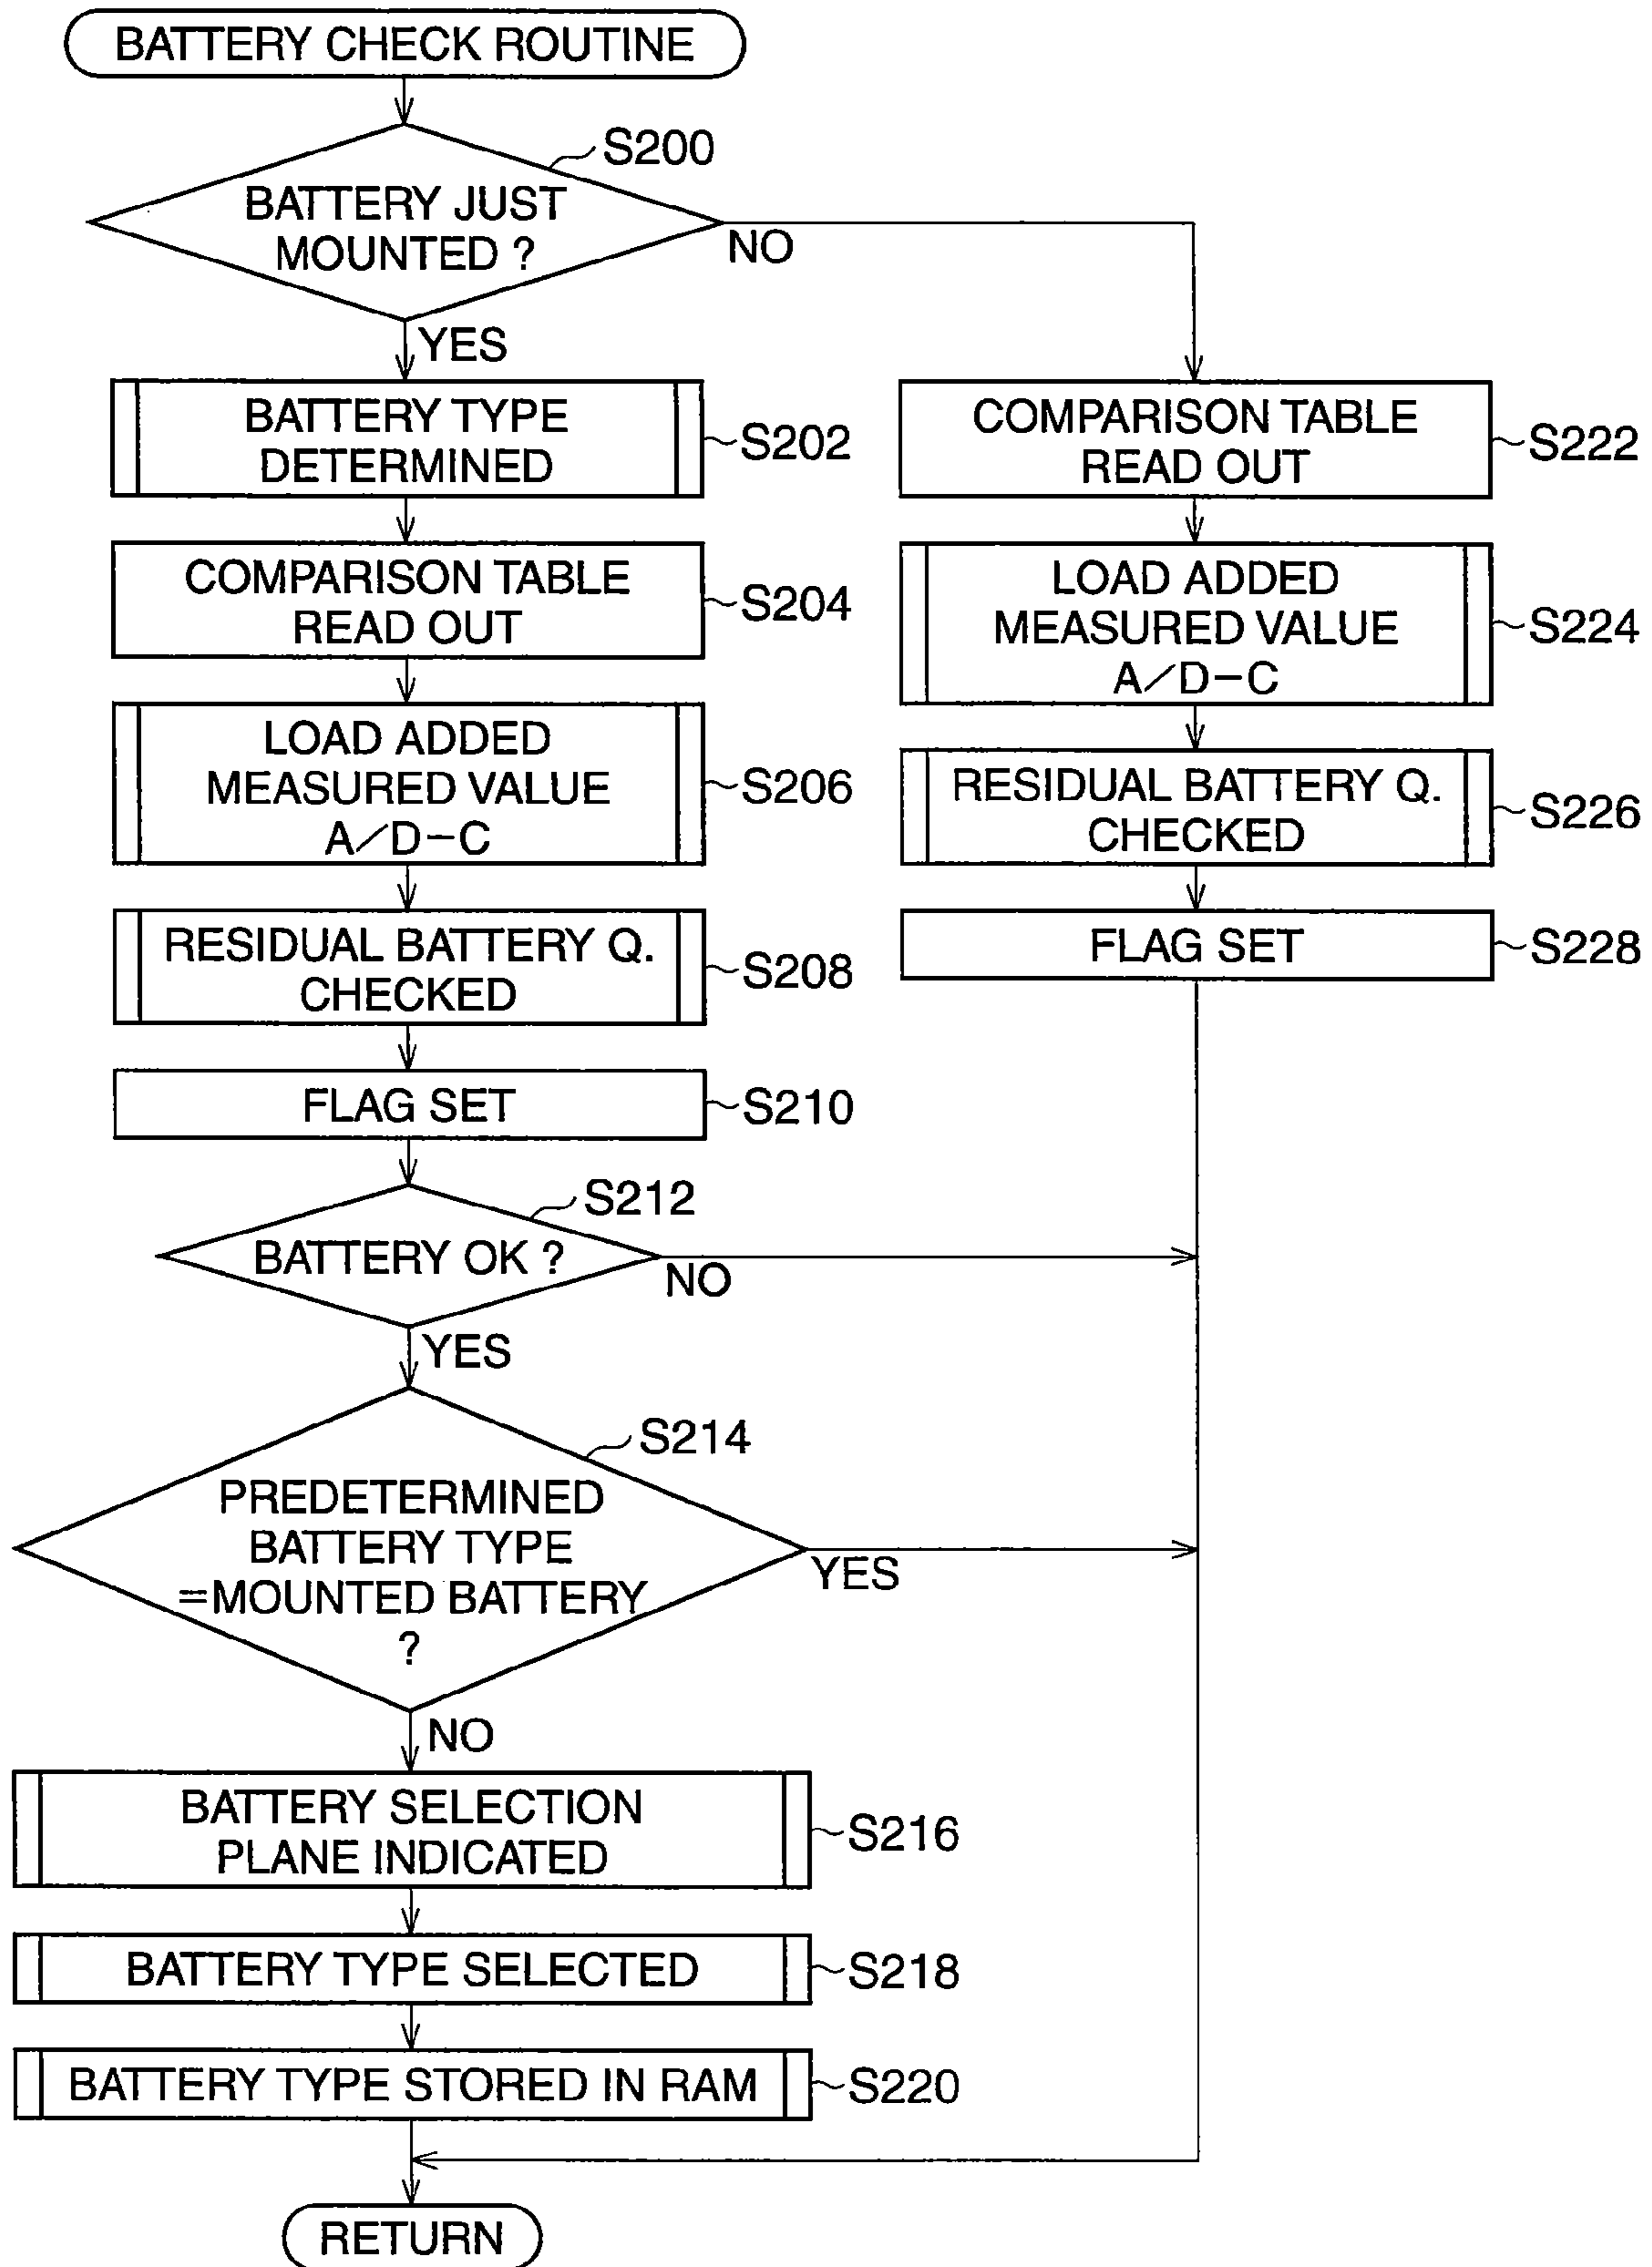 BATTERY CHECK ROUTINE
S200
BATTERY JUST
MOUNTED ?
NO
YES
BATTERY TYPE
DETERMINED
S202
COMPARISON TABLE
READ OUT
S204
LOAD ADDED
MEASURED VALUE
A/D-C
S206
RESIDUAL BATTERY Q.
CHECKED
S208
FLAG SET
S210
S212
BATTERY OK ?
NO
YES
S214
PREDETERMINED
BATTERY TYPE
=MOUNTED BATTERY
?
YES
NO
BATTERY SELECTION
PLANE INDICATED
S216
BATTERY TYPE SELECTED
S218
BATTERY TYPE STORED IN RAM
S220
COMPARISON TABLE
READ OUT
S222
LOAD ADDED
MEASURED VALUE
A/D-C
S224
RESIDUAL BATTERY Q.
CHECKED
S226
FLAG SET
S228
RETURN